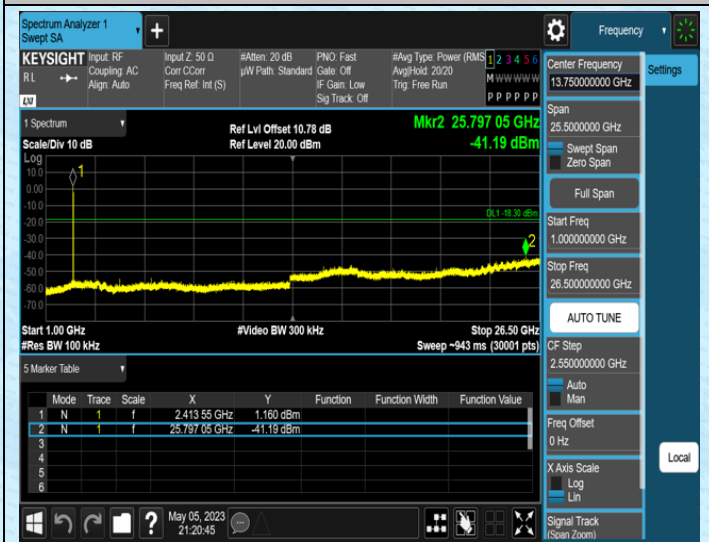 Spectrum Analyzer 1
Swept SA
+
Frequency
KEYSIGHT
RL
LXI
Input: RF
Coupling: AC
Align: Auto
Input Z: 50 Ω
Corr CCorr
Freq Ref: Int (S)
#Atten: 20 dB
µW Path: Standard
PNO: Fast
Gate: Off
IF Gain: Low
Sig Track: Off
#Avg Type: Power (RMS
Avg|Hold: 20/20
Trig: Free Run
1 2 3 4 5 6
M W W W W W
P P P P P P
1 Spectrum
Scale/Div 10 dB
Ref Lvl Offset 10.78 dB
Ref Level 20.00 dBm
Mkr2 25.797 05 GHz
-41.19 dBm
Log
10.0
0.00
-10.0
-20.0
-30.0
-40.0
-50.0
-60.0
-70.0
1
DL1 -18.30 dBm
2
Start 1.00 GHz
#Res BW 100 kHz
#Video BW 300 kHz
Stop 26.50 GHz
Sweep ~943 ms (30001 pts)
5 Marker Table
Mode Trace Scale X Y Function Function Width Function Value
1 N 1 f 2.413 55 GHz 1.160 dBm
2 N 1 f 25.797 05 GHz -41.19 dBm
3
4
5
6
?
May 05, 2023
21:20:45
Center Frequency
13.75000000 GHz
Settings
Span
25.5000000 GHz
Swept Span
Zero Span
Full Span
Start Freq
1.000000000 GHz
Stop Freq
26.500000000 GHz
AUTO TUNE
CF Step
2.550000000 GHz
Auto
Man
Freq Offset
0 Hz
X Axis Scale
Log
Lin
Local
Signal Track
(Span Zoom)